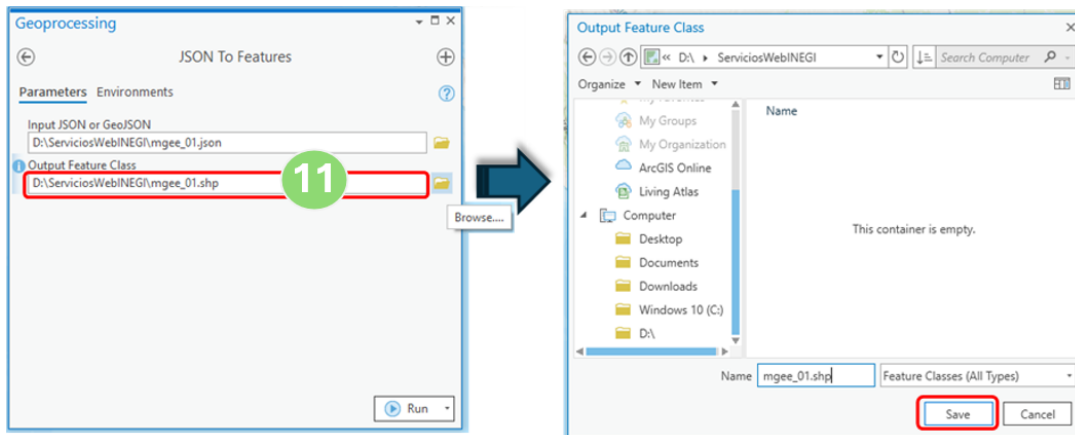 Geoprocessing
JSON To Features
Parameters Environments
Input JSON or GeoJSON
D:\ServiciosWebINEGI\mgee_01.json
Output Feature Class
D:\ServiciosWebINEGI\mgee_01.shp
11
Browse....
Run
Output Feature Class
« D:\ ▸ ServiciosWebINEGI
Search Computer
Organize New Item
Name
My Favorites
My Groups
My Organization
ArcGIS Online
Living Atlas
Computer
Desktop
Documents
Downloads
Windows 10 (C:)
D:\
This container is empty.
Name mgee_01.shp Feature Classes (All Types)
Save Cancel